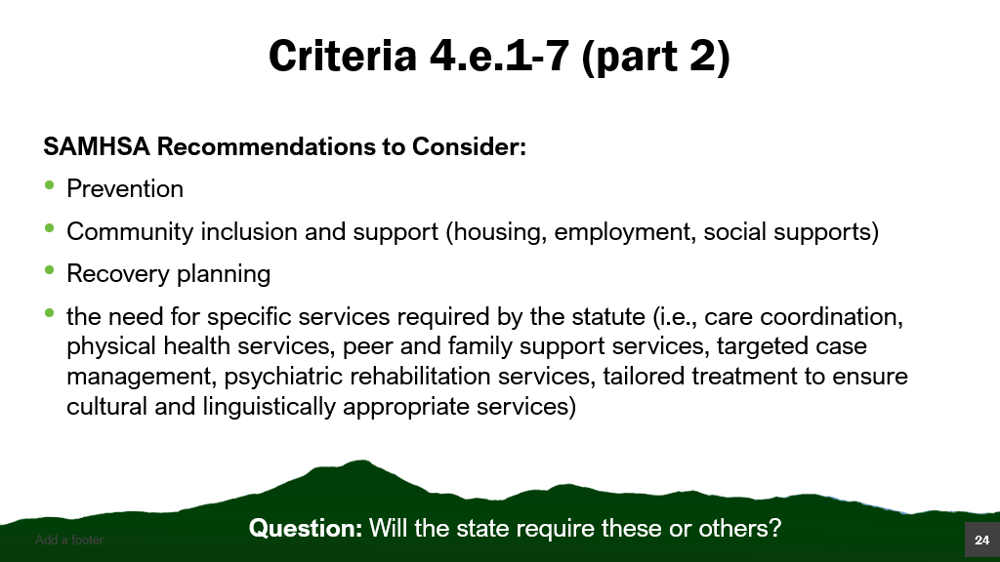 Criteria 4.e.1-7 (part 2)
SAMHSA Recommendations to Consider:
• Prevention
• Community inclusion and support (housing, employment, social supports)
• Recovery planning
• the need for specific services required by the statute (i.e., care coordination,
physical health services, peer and family support services, targeted case
management, psychiatric rehabilitation services, tailored treatment to ensure
cultural and linguistically appropriate services)
Question: Will the state require these or others?
Add a footer
24